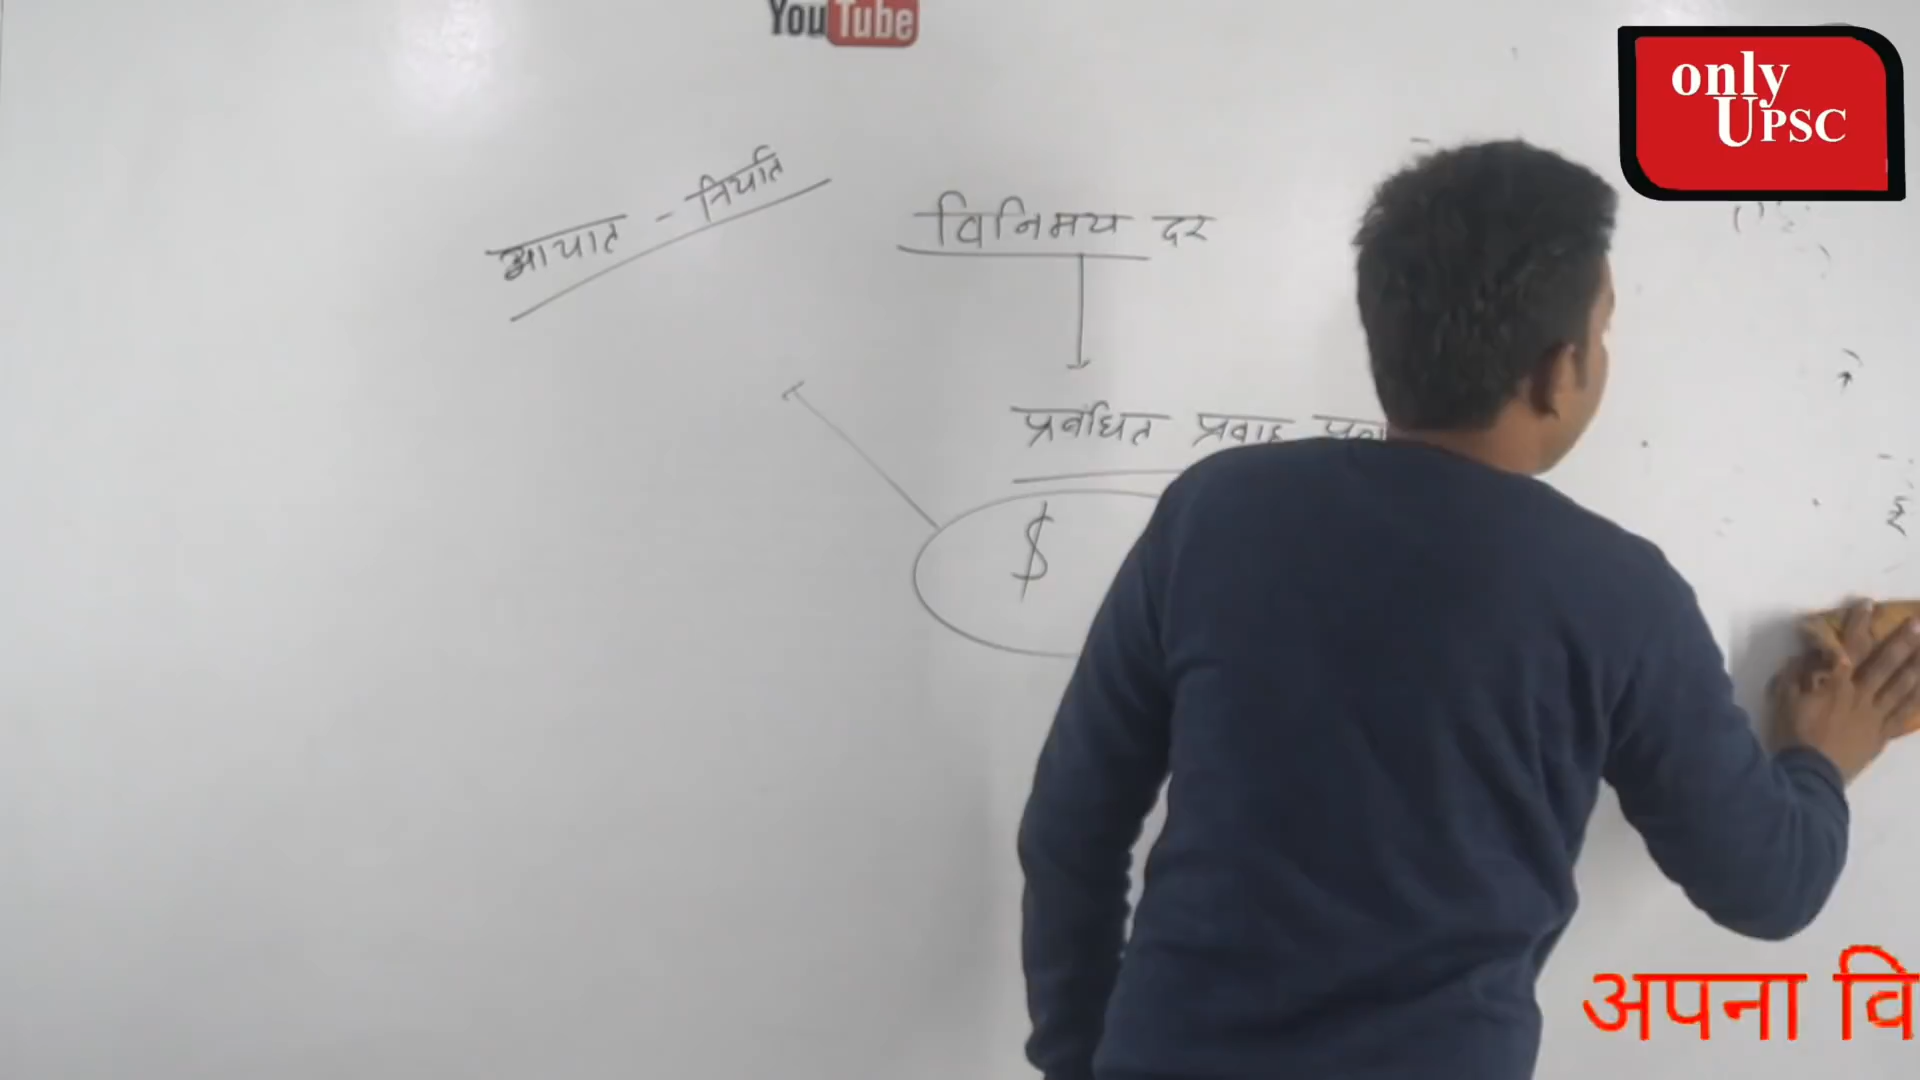 YouTube
only
UPSC
आयात - निर्यात
विनिमय दर
प्रबंधित प्रवाह
$
अपना वि